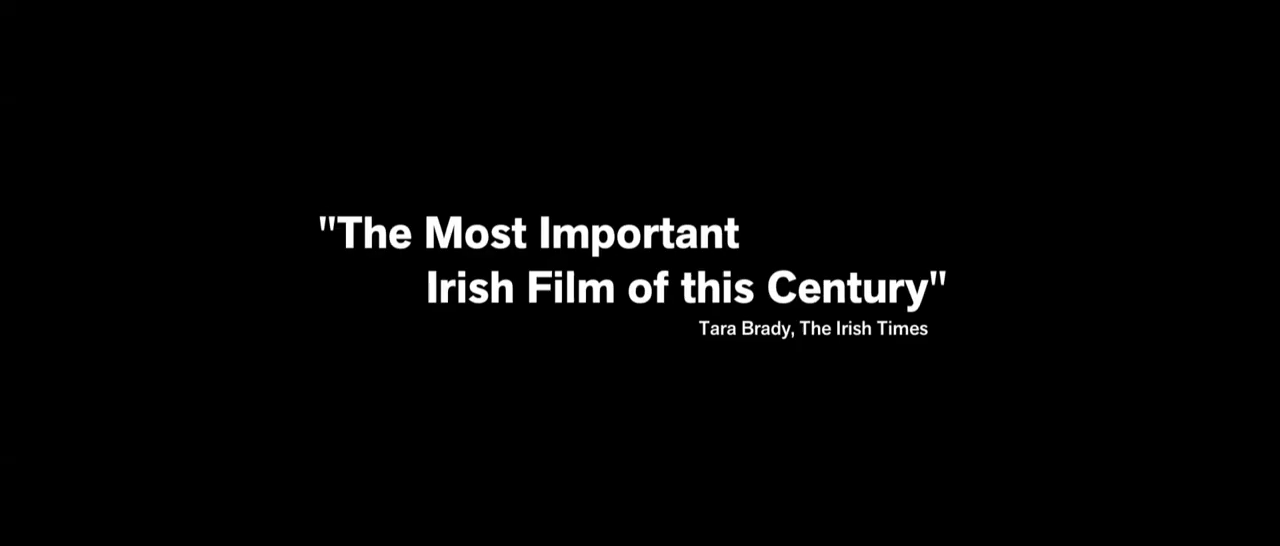 "The Most Important
Irish Film of this Century"
Tara Brady, The Irish Times